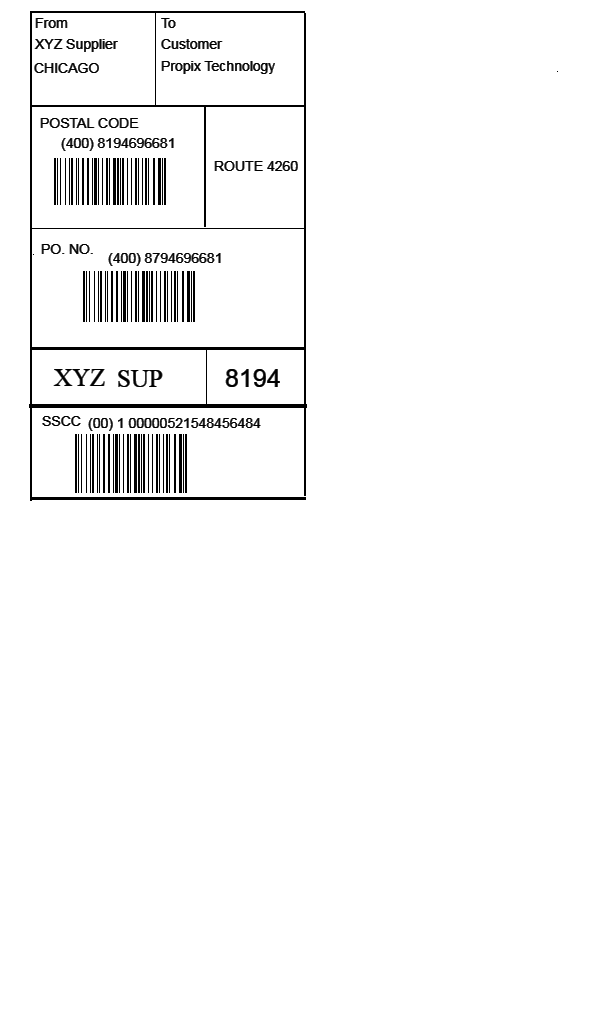 From
XYZ Supplier
CHICAGO
To
Customer
Propix Technology
POSTAL CODE
(400) 8194696681
ROUTE 4260
PO. NO.
(400) 8794696681
XYZ SUP
8194
SSCC (00) 1 00000521548456484